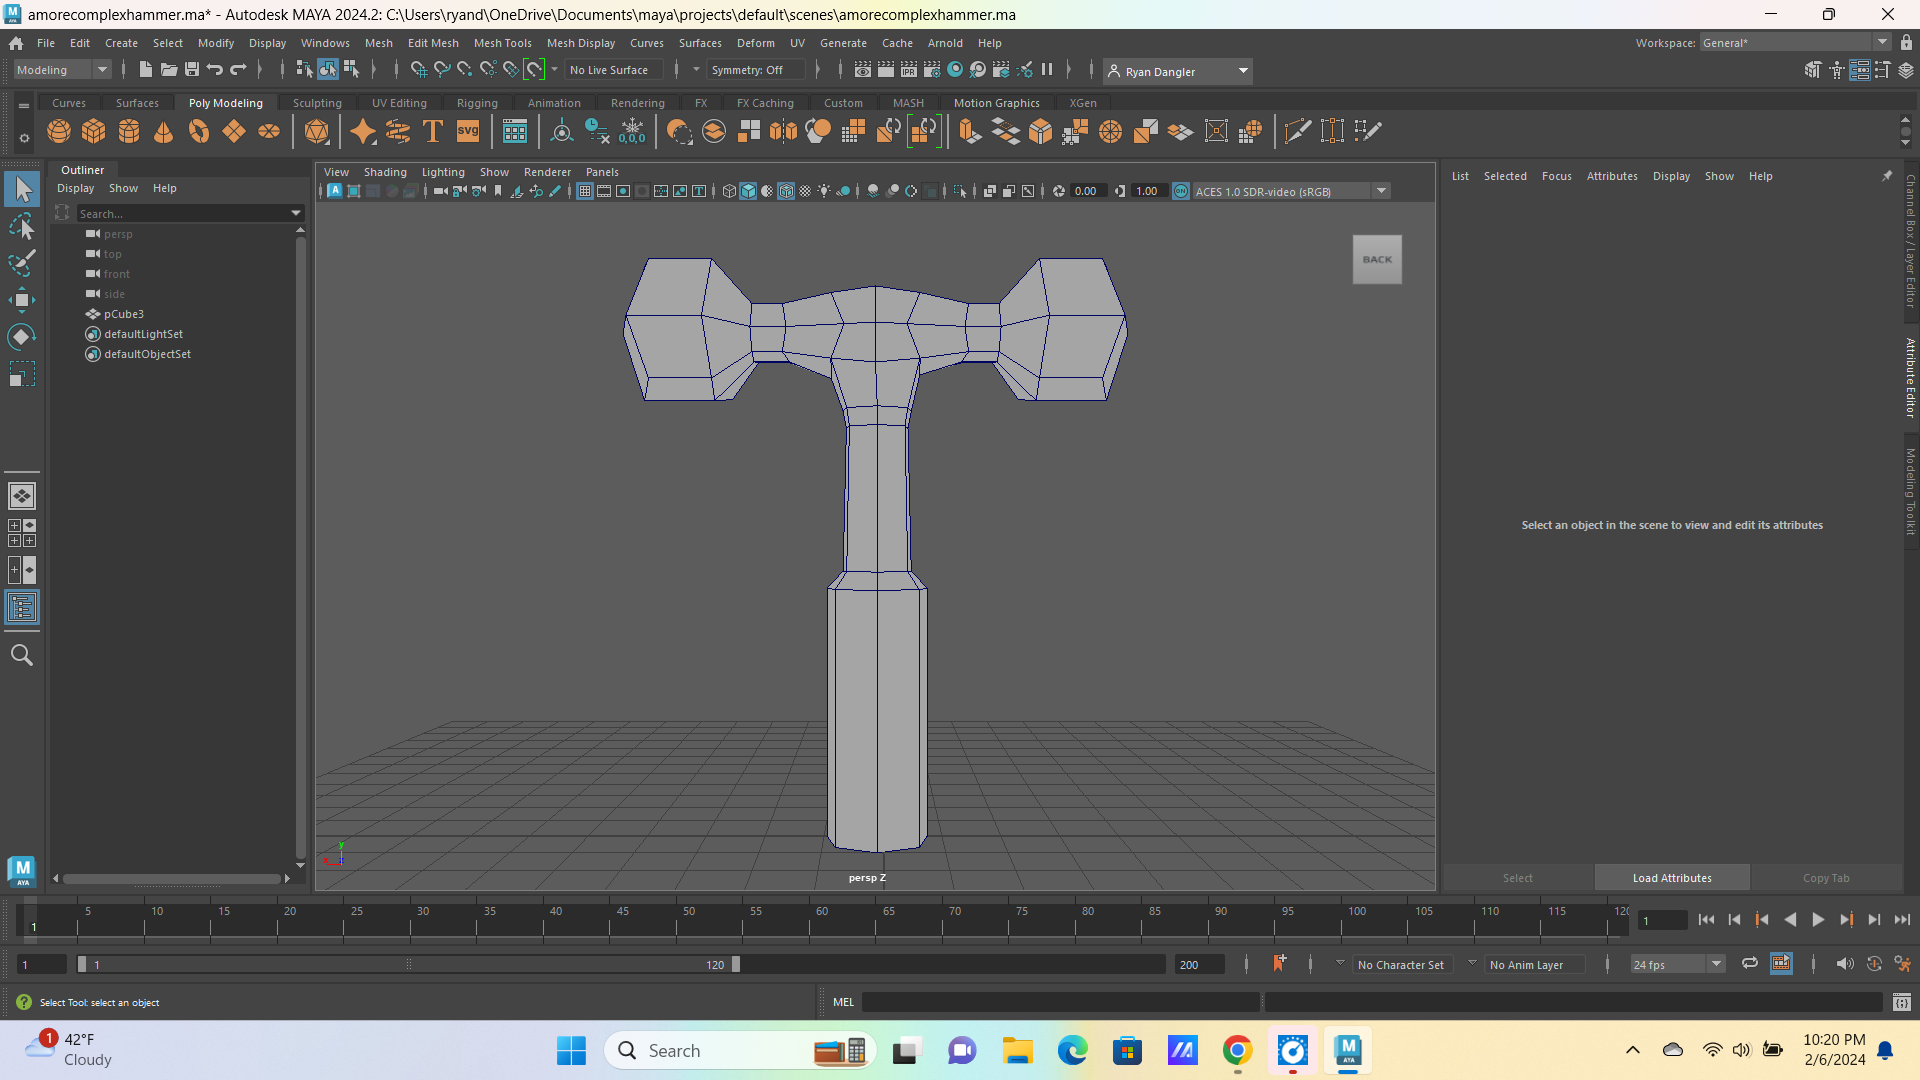 amorecomplexhammer.ma* - Autodesk MAYA 2024.2: C:\Users\ryand\OneDrive\Documents\maya\projects\default\scenes\amorecomplexhammer.ma
File Edit Create Select Modify Display Windows Mesh Edit Mesh Mesh Tools Mesh Display Curves Surfaces Deform UV Generate Cache Arnold Help
Workspace: General*
Modeling
No Live Surface
Symmetry: Off
IPR
Ryan Dangler
Curves Surfaces Poly Modeling Sculpting UV Editing Rigging Animation Rendering FX FX Caching Custom MASH Motion Graphics XGen
T
svg
0,0,0
Outliner
Display Show Help
Search...
persp
top
front
side
pCube3
defaultLightSet
defaultObjectSet
View Shading Lighting Show Renderer Panels
0.00
1.00
ON
ACES 1.0 SDR-video (sRGB)
BACK
y
x
z
persp Z
List Selected Focus Attributes Display Show Help
Select an object in the scene to view and edit its attributes
Select
Load Attributes
Copy Tab
Channel Box / Layer Editor
Attribute Editor
Modeling Toolkit
M
AYA
5 10 15 20 25 30 35 40 45 50 55 60 65 70 75 80 85 90 95 100 105 110 115 120
1
1
1
1
120
200
No Character Set
No Anim Layer
24 fps
Select Tool: select an object
MEL
1
42°F
Cloudy
Search
M
AYA
10:20 PM
2/6/2024